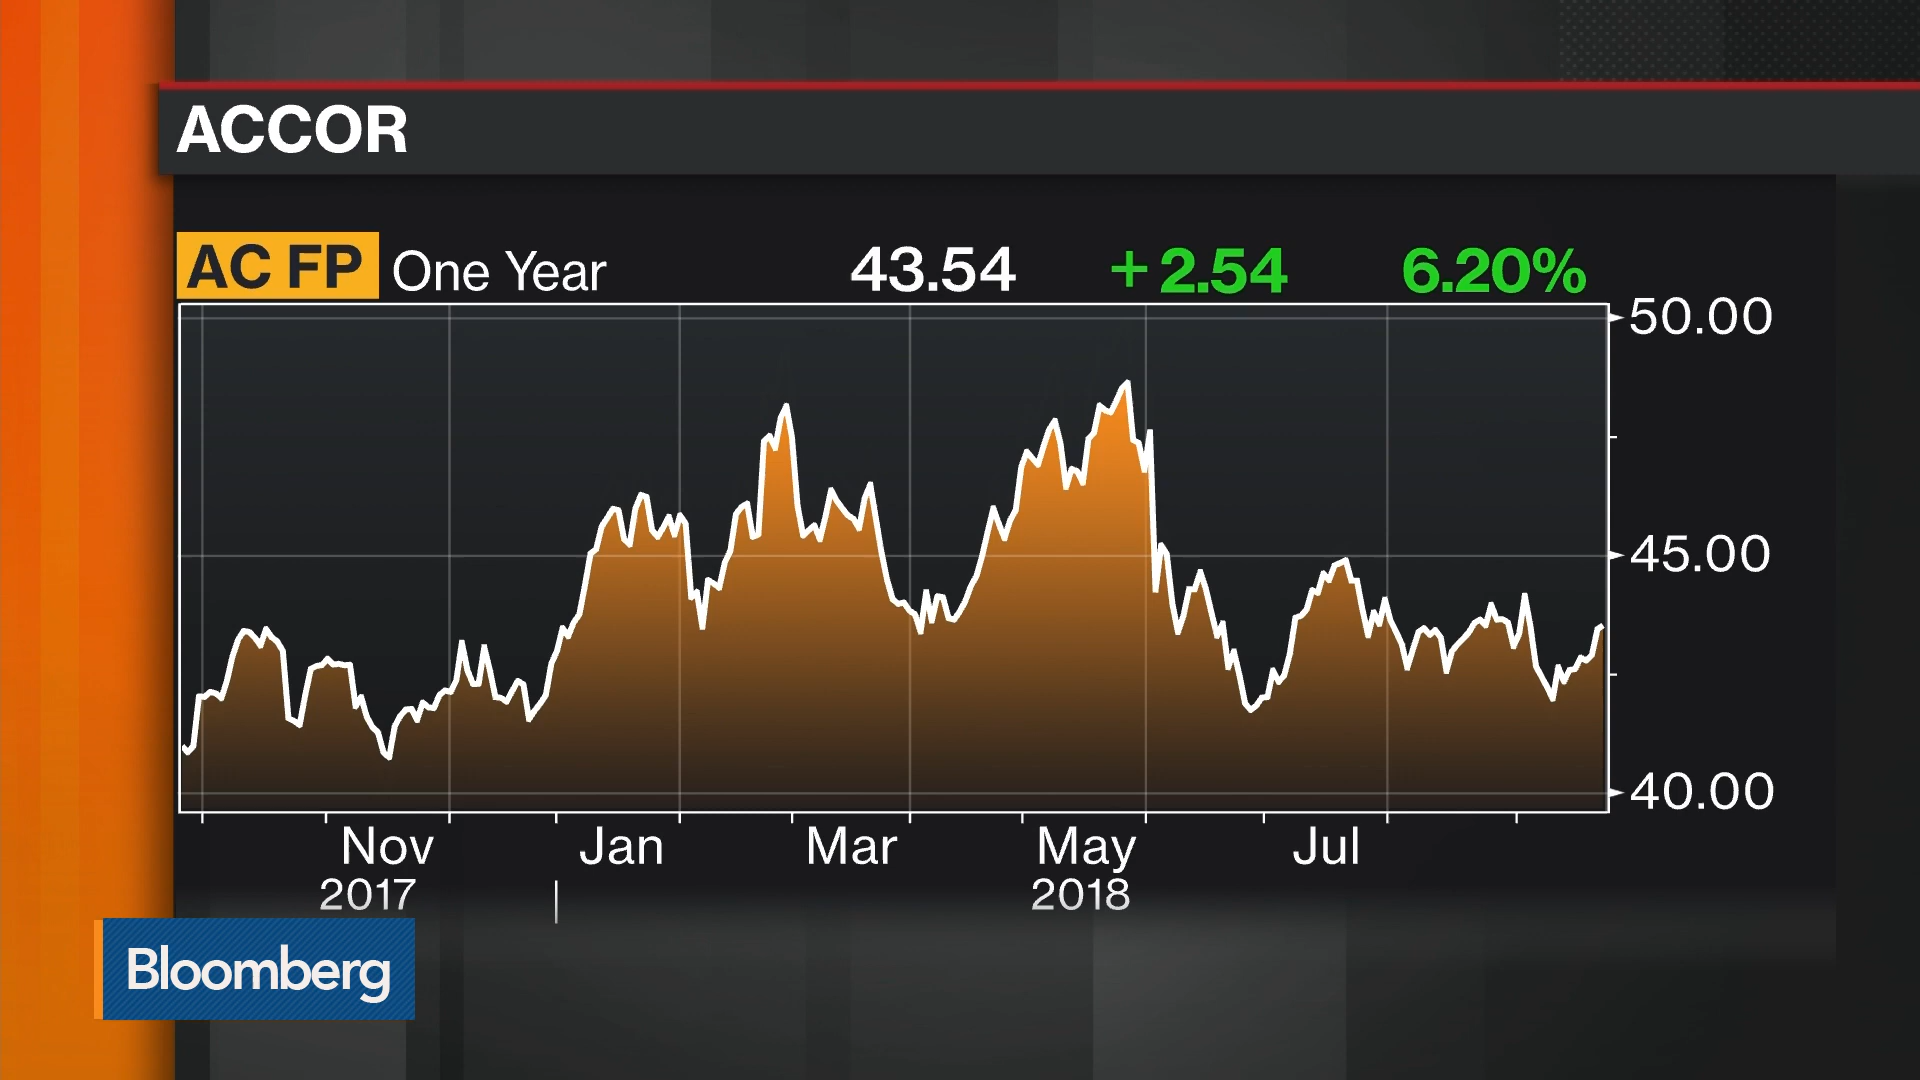 ACCOR
AC FP One Year 43.54 +2.54 6.20%
50.00
45.00
40.00
Nov Jan Mar May Jul
2017 2018
Bloomberg